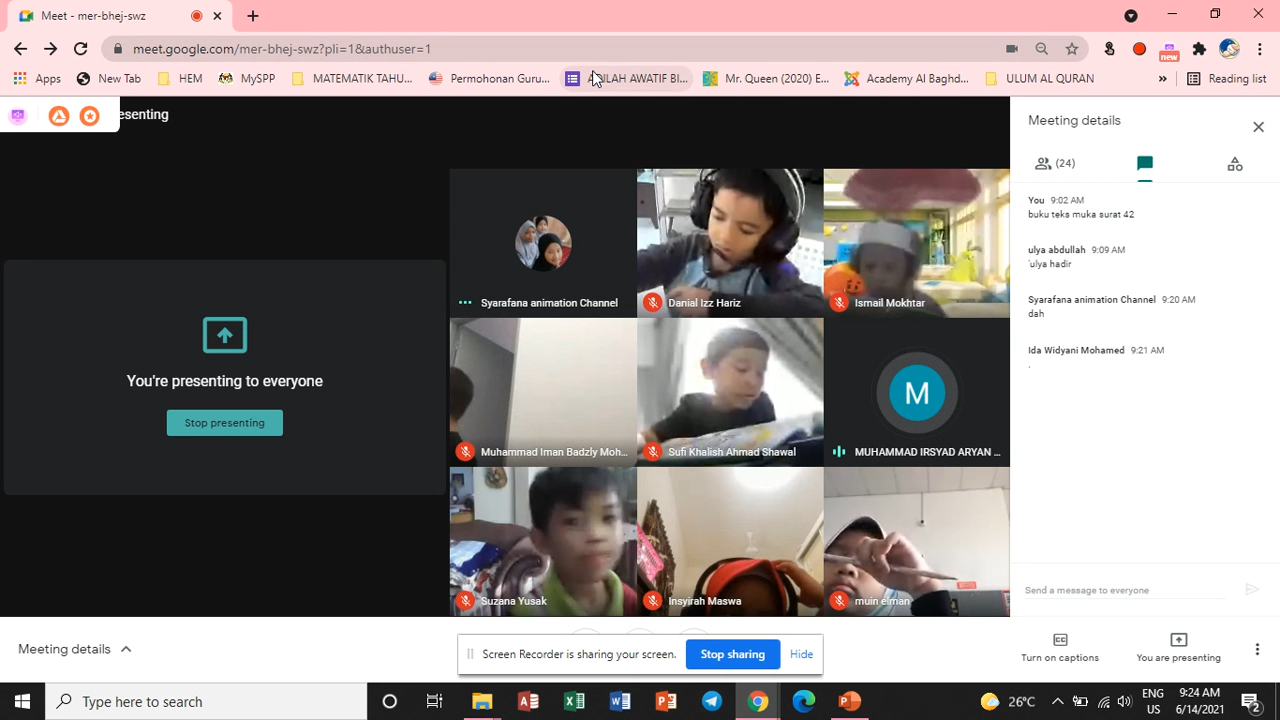 Meet - mer-bhej-swz
meet.google.com/mer-bhej-swz?pli=1&authuser=1
Apps New Tab HEM MySPP MATEMATIK TAHU... Permohonan Guru... AWATIF BI... Mr. Queen (2020) E... Academy Al Baghd... ULUM AL QURAN » Reading list
new
esenting
Meeting details
(24)
You 9:02 AM
buku teks muka surat 42
ulya abdullah 9:09 AM
'ulya hadir
Syarafana animation Channel 9:20 AM
dah
Ida Widyani Mohamed 9:21 AM
.
You're presenting to everyone
Stop presenting
Syarafana animation Channel
Danial Izz Hariz
Ismail Mokhtar
Muhammad Iman Badzly Moh...
Sufi Khalish Ahmad Shawal
M
MUHAMMAD IRSYAD ARYAN ...
Suzana Yusak
Insyirah Maswa
muin elman
Send a message to everyone
Meeting details
Screen Recorder is sharing your screen. Stop sharing Hide
Turn on captions
You are presenting
Type here to search
26°C
ENG
US
9:24 AM
6/14/2021
2